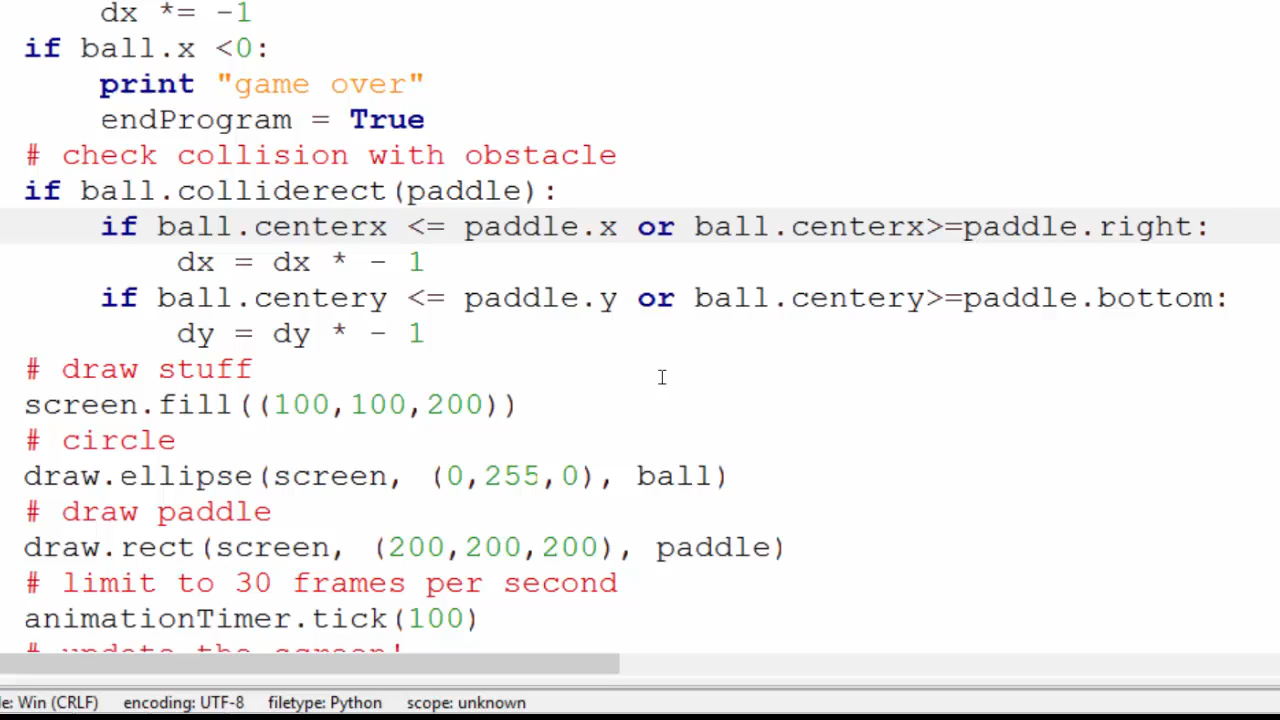 dx *= -1
if ball.x <0:
print "game over"
endProgram = True
# check collision with obstacle
if ball.colliderect(paddle):
if ball.centerx <= paddle.x or ball.centerx>=paddle.right:
dx = dx * - 1
if ball.centery <= paddle.y or ball.centery>=paddle.bottom:
dy = dy * - 1
# draw stuff
screen.fill((100,100,200))
# circle
draw.ellipse(screen, (0,255,0), ball)
# draw paddle
draw.rect(screen, (200,200,200), paddle)
# limit to 30 frames per second
animationTimer.tick(100)
# update the screen!
le: Win (CRLF) encoding: UTF-8 filetype: Python scope: unknown